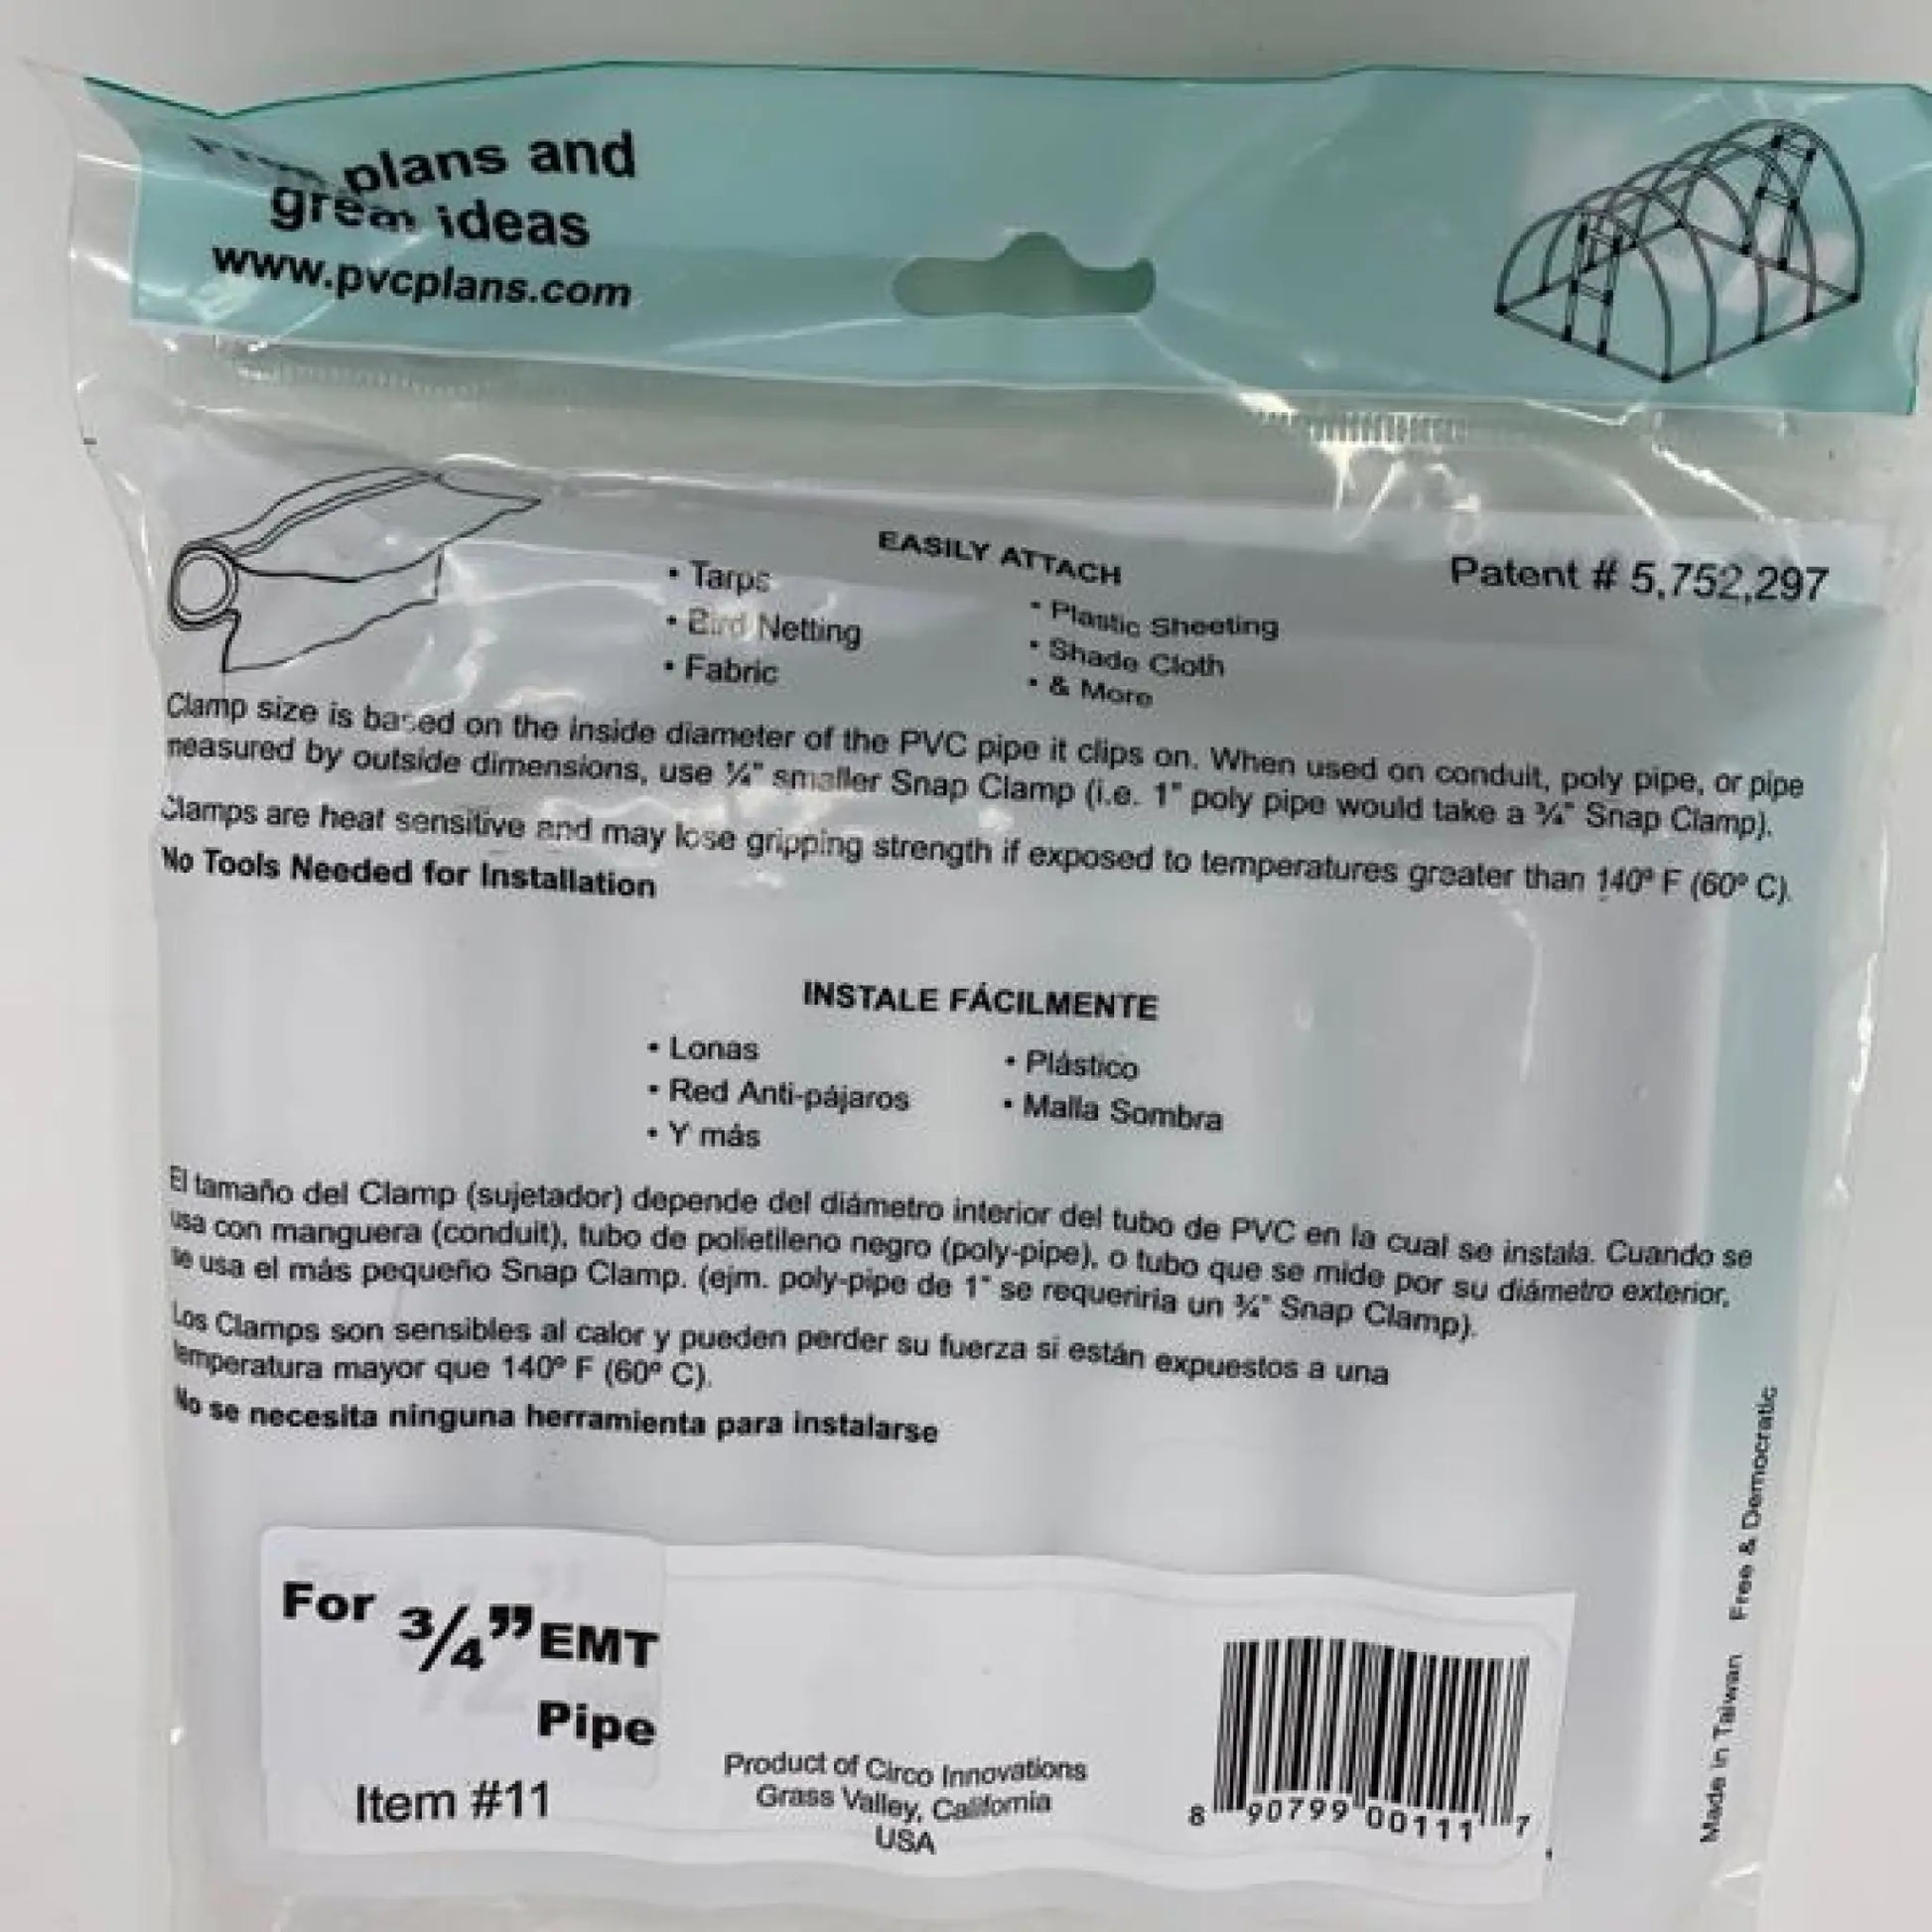 plans and
great ideas
www.pvcplans.com
EASILY ATTACH
Patent # 5,752,297
• Tarps
• Bird Netting
• Fabric
• Plastic Sheeting
• Shade Cloth
• & More
Clamp size is based on the inside diameter of the PVC pipe it clips on. When used on conduit, poly pipe, or pipe
measured by outside dimensions, use ¼" smaller Snap Clamp (i.e. 1" poly pipe would take a ¾" Snap Clamp).
Clamps are heat sensitive and may lose gripping strength if exposed to temperatures greater than 140º F (60º C).
No Tools Needed for Installation
INSTALE FÁCILMENTE
• Lonas
• Red Anti-pájaros
• Y más
• Plástico
• Malla Sombra
El tamaño del Clamp (sujetador) depende del diámetro interior del tubo de PVC en la cual se instala. Cuando se
usa con manguera (conduit), tubo de polietileno negro (poly-pipe), o tubo que se mide por su diámetro exterior,
se usa el más pequeño Snap Clamp. (ejm. poly-pipe de 1" se requeriria un ¾" Snap Clamp).
Los Clamps son sensibles al calor y pueden perder su fuerza si están expuestos a una
temperatura mayor que 140º F (60º C).
No se necesita ninguna herramienta para instalarse
For ¾” EMT
Pipe
Item #11
Product of Circo Innovations
Grass Valley, California
USA
8 90799 00111 7
Made in Taiwan Free & Democratic